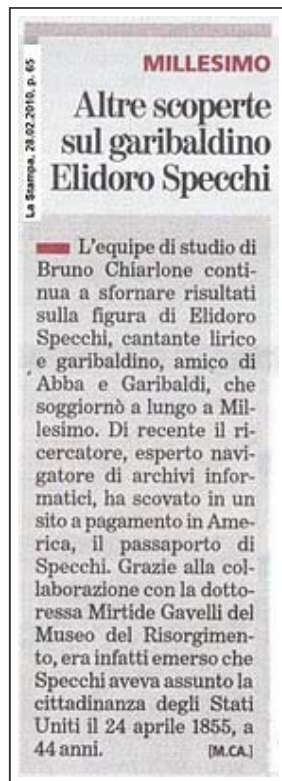 La Stampa, 28.02.2010, p. 65
MILLESIMO
Altre scoperte
sul garibaldino
Elidoro Specchi
L'equipe di studio di
Bruno Chiarlone conti-
nua a sfornare risultati
sulla figura di Elidoro
Specchi, cantante lirico
e garibaldino, amico di
Abba e Garibaldi, che
soggiornò a lungo a Mil-
lesimo. Di recente il ri-
cercatore, esperto navi-
gatore di archivi infor-
matici, ha scovato in un
sito a pagamento in Ame-
rica, il passaporto di
Specchi. Grazie alla col-
laborazione con la dotto-
ressa Mirtide Gavelli del
Museo del Risorgimen-
to, era infatti emerso che
Specchi aveva assunto la
cittadinanza degli Stati
Uniti il 24 aprile 1855, a
44 anni. [M.CA.]